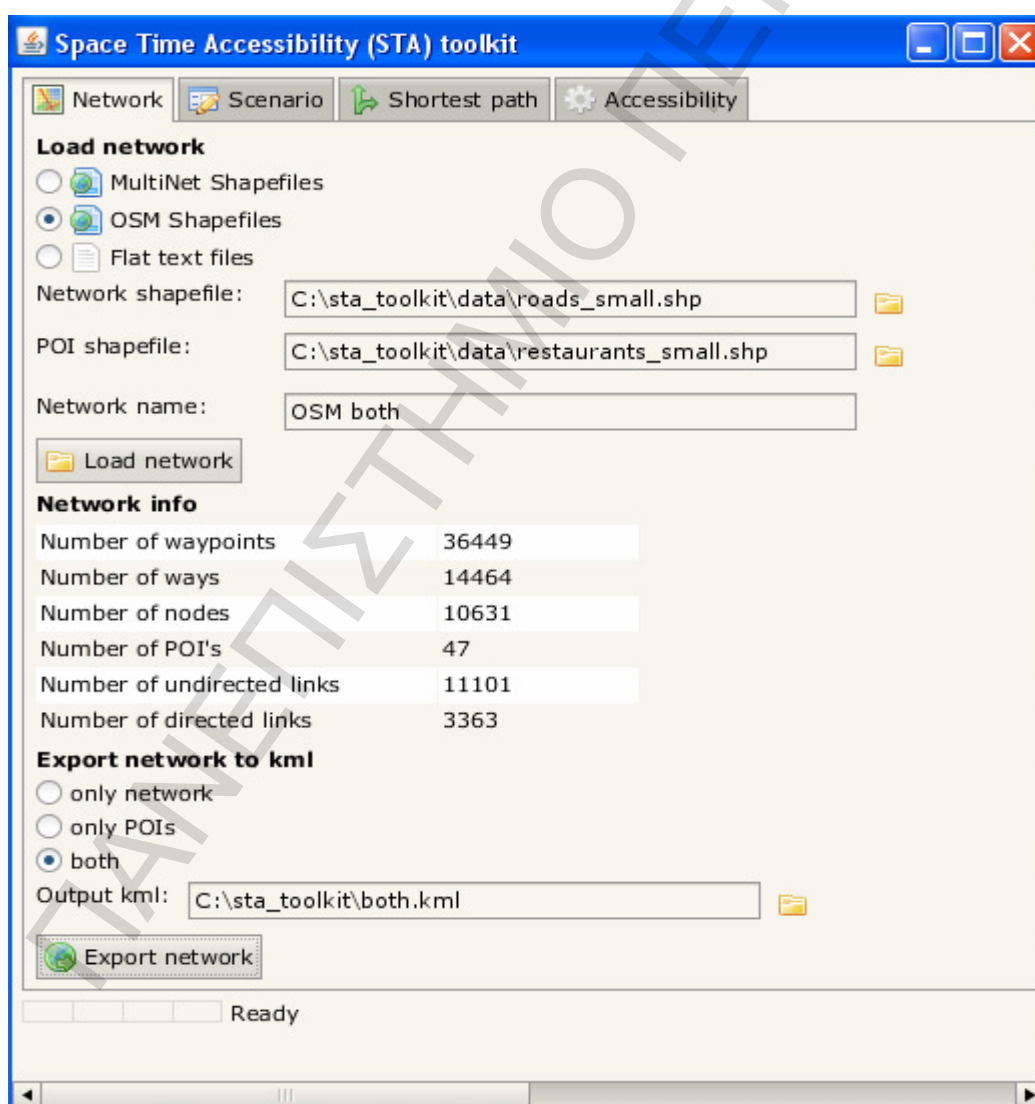 Space Time Accessibility (STA) toolkit
Network Scenario Shortest path Accessibility
Load network
MultiNet Shapefiles
OSM Shapefiles
Flat text files
Network shapefile: C:\sta_toolkit\data\roads_small.shp
POI shapefile: C:\sta_toolkit\data\restaurants_small.shp
Network name: OSM both
Load network
Network info
Number of waypoints 36449
Number of ways 14464
Number of nodes 10631
Number of POI's 47
Number of undirected links 11101
Number of directed links 3363
Export network to kml
only network
only POIs
both
Output kml: C:\sta_toolkit\both.kml
Export network
Ready
ΠΑΝΕΠΙΣΤΗΜΙΟ ΠΕ